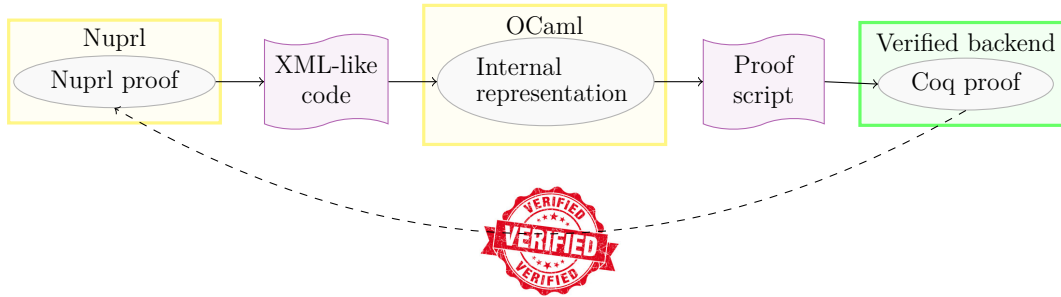 Nuprl
Nuprl proof
XML-like
code
OCaml
Internal
representation
Proof
script
Verified backend
Coq proof
VERIFIED
VERIFIED
VERIFIED